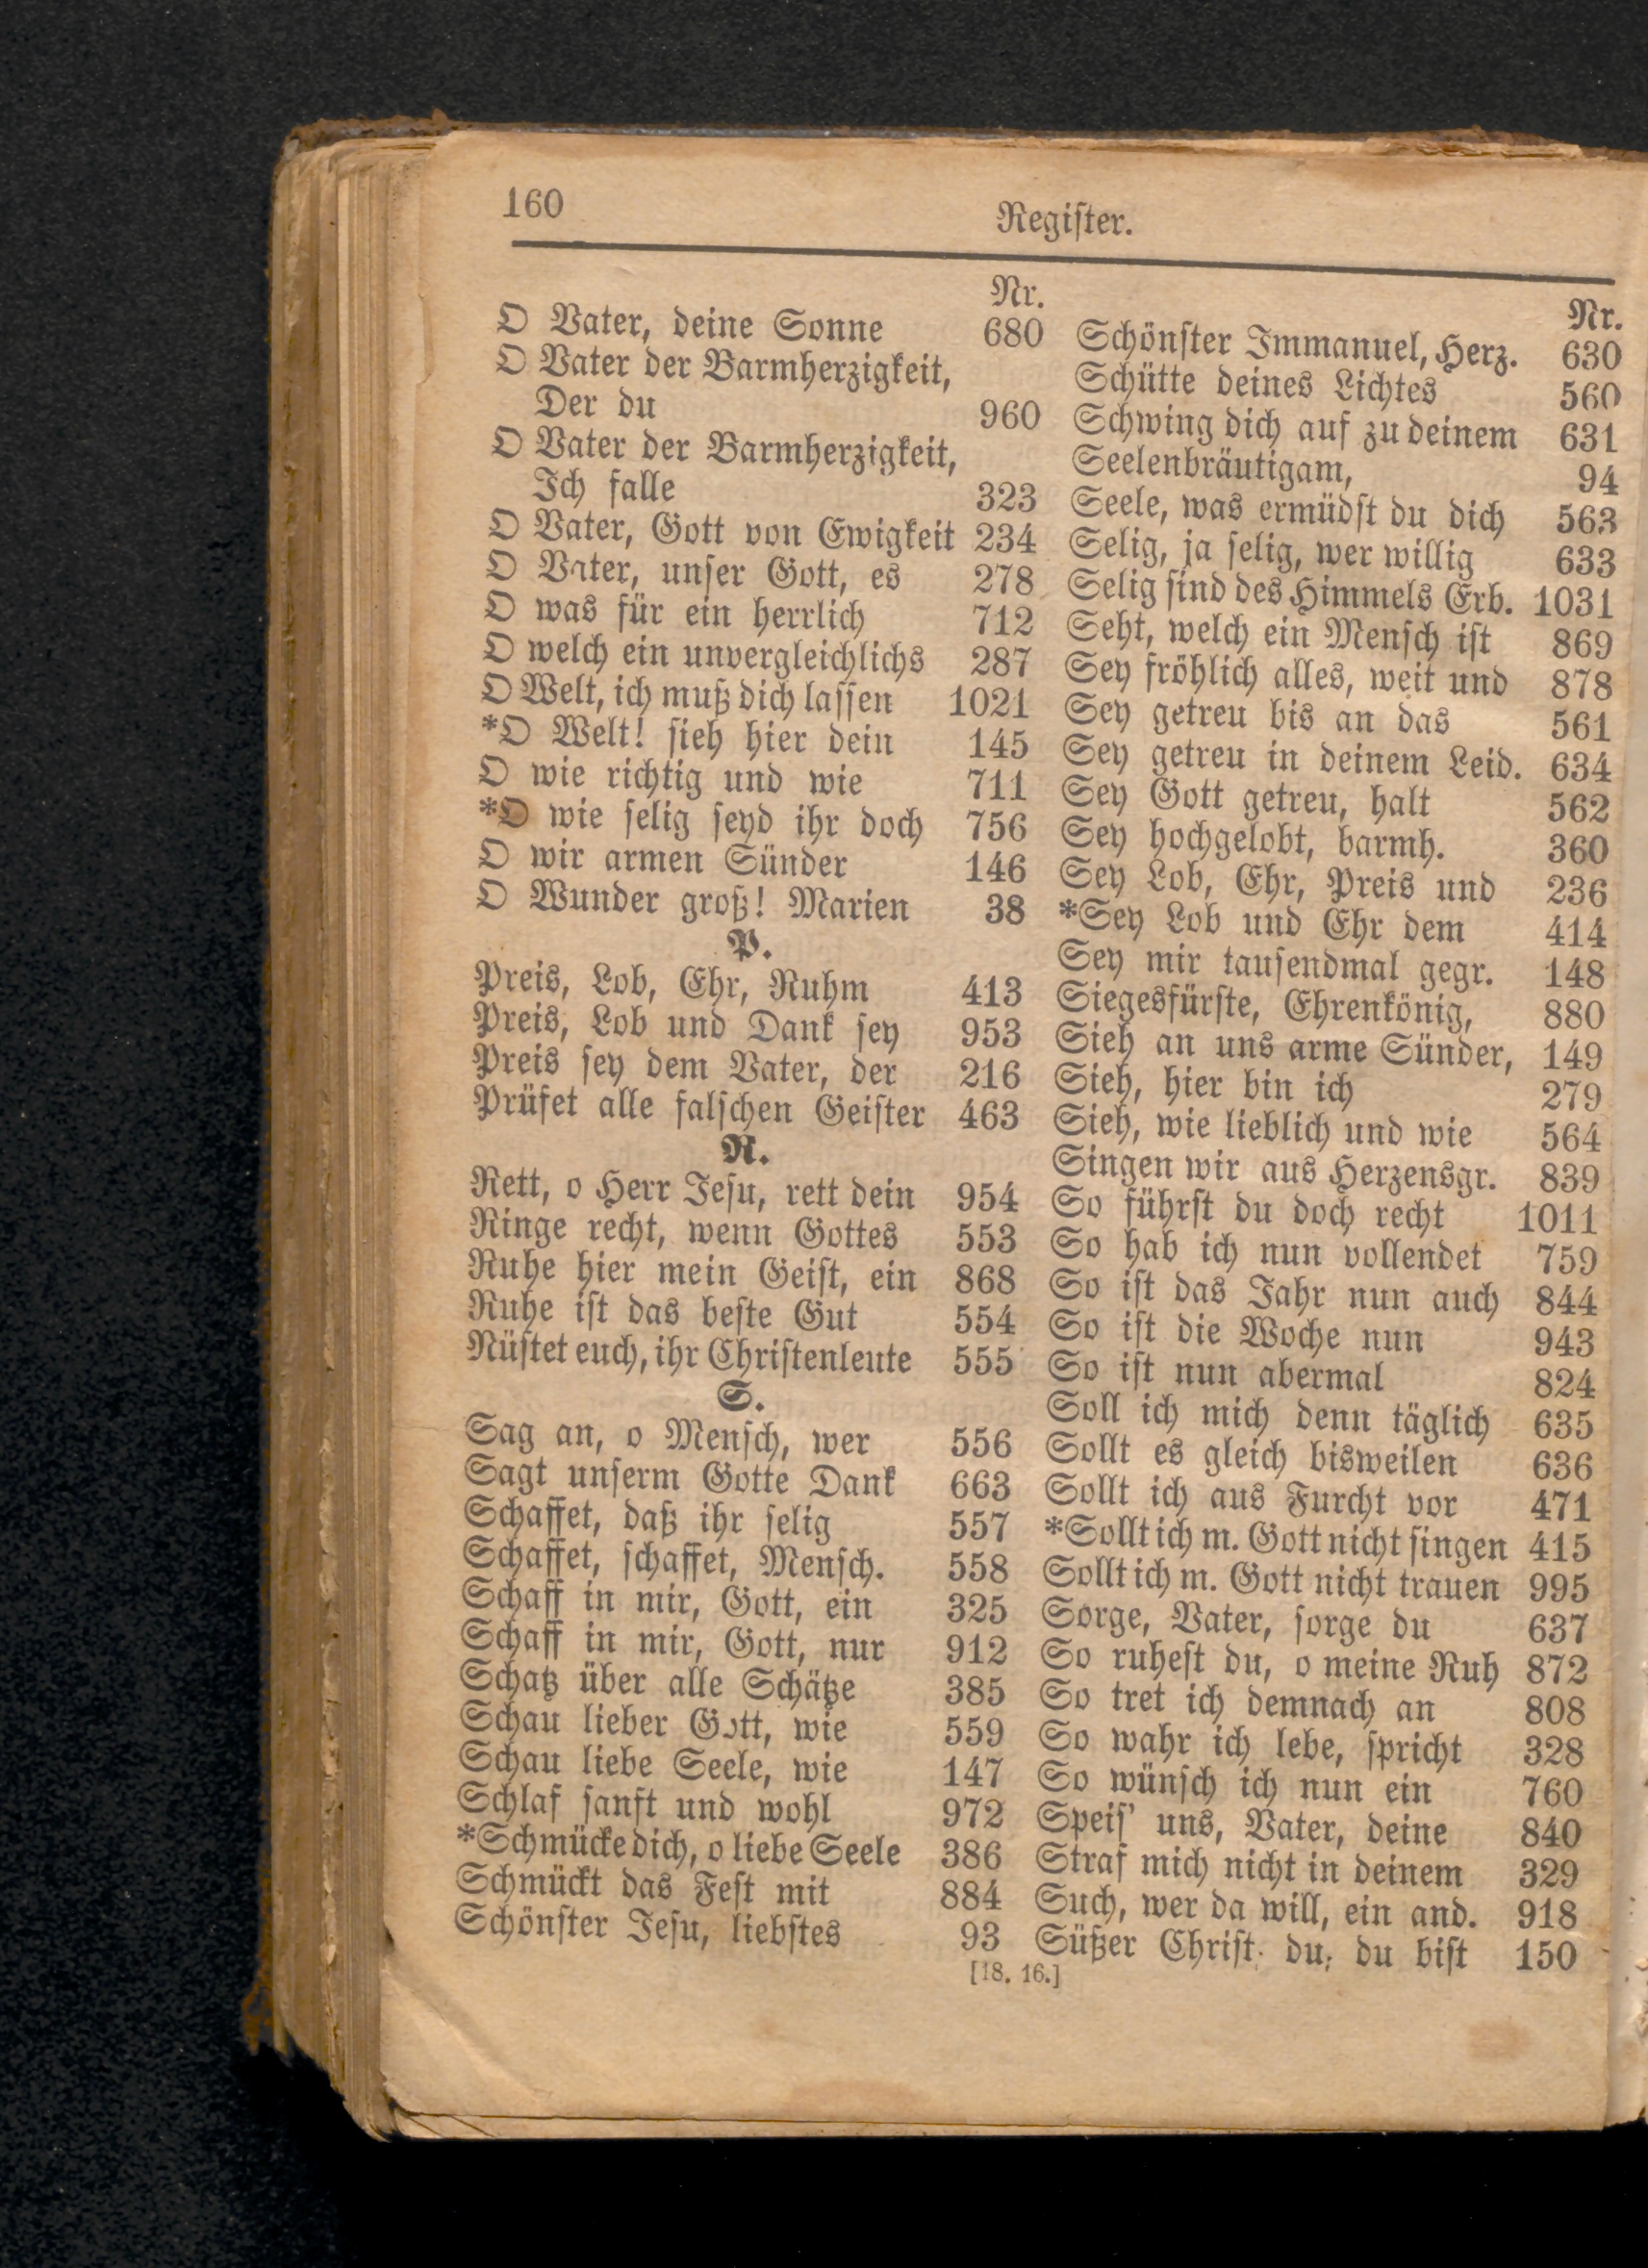 160
Regiſter.
Nr.
O Vater, deine Sonne 680
O Vater der Barmherzigkeit,
Der du 960
O Vater der Barmherzigkeit,
Ich falle 323
O Vater, Gott von Ewigkeit 234
O Vater, unſer Gott, es 278
O was für ein herrlich 712
O welch ein unvergleichlichs 287
O Welt, ich muß dich laſſen 1021
*O Welt! ſieh hier dein 145
O wie richtig und wie 711
*O wie ſelig ſeyd ihr doch 756
O wir armen Sünder 146
O Wunder groß! Marien 38
P.
Preis, Lob, Ehr, Ruhm 413
Preis, Lob und Dank ſey 953
Preis ſey dem Vater, der 216
Prüfet alle falſchen Geiſter 463
R.
Rett, o Herr Jeſu, rett dein 954
Ringe recht, wenn Gottes 553
Ruhe hier mein Geiſt, ein 868
Ruhe iſt das beſte Gut 554
Rüſtet euch, ihr Chriſtenleute 555
S.
Sag an, o Menſch, wer 556
Sagt unſerm Gotte Dank 663
Schaffet, daß ihr ſelig 557
Schaffet, ſchaffet, Menſch. 558
Schaff in mir, Gott, ein 325
Schaff in mir, Gott, nur 912
Schatz über alle Schätze 385
Schau lieber Gott, wie 559
Schau liebe Seele, wie 147
Schlaf ſanft und wohl 972
*Schmücke dich, o liebe Seele 386
Schmückt das Feſt mit 884
Schönſter Jeſu, liebſtes 93
Nr.
Schönſter Immanuel, Herz. 630
Schütte deines Lichtes 560
Schwing dich auf zu deinem 631
Seelenbräutigam, 94
Seele, was ermüdſt du dich 563
Selig, ja ſelig, wer willig 633
Selig ſind des Himmels Erb. 1031
Seht, welch ein Menſch iſt 869
Sey fröhlich alles, weit und 878
Sey getreu bis an das 561
Sey getreu in deinem Leid. 634
Sey Gott getreu, halt 562
Sey hochgelobt, barmh. 360
Sey Lob, Ehr, Preis und 236
*Sey Lob und Ehr dem 414
Sey mir tauſendmal gegr. 148
Siegesfürſte, Ehrenkönig, 880
Sieh an uns arme Sünder, 149
Sieh, hier bin ich 279
Sieh, wie lieblich und wie 564
Singen wir aus Herzensgr. 839
So führſt du doch recht 1011
So hab ich nun vollendet 759
So iſt das Jahr nun auch 844
So iſt die Woche nun 943
So iſt nun abermal 824
Soll ich mich denn täglich 635
Sollt es gleich bisweilen 636
Sollt ich aus Furcht vor 471
*Sollt ich m. Gott nicht ſingen 415
Sollt ich m. Gott nicht trauen 995
Sorge, Vater, ſorge du 637
So ruheſt du, o meine Ruh 872
So tret ich demnach an 808
So wahr ich lebe, ſpricht 328
So wünſch ich nun ein 760
Speiſ' uns, Vater, deine 840
Straf mich nicht in deinem 329
Such, wer da will, ein and. 918
Süßer Chriſt, du, du biſt 150
[18. 16.]